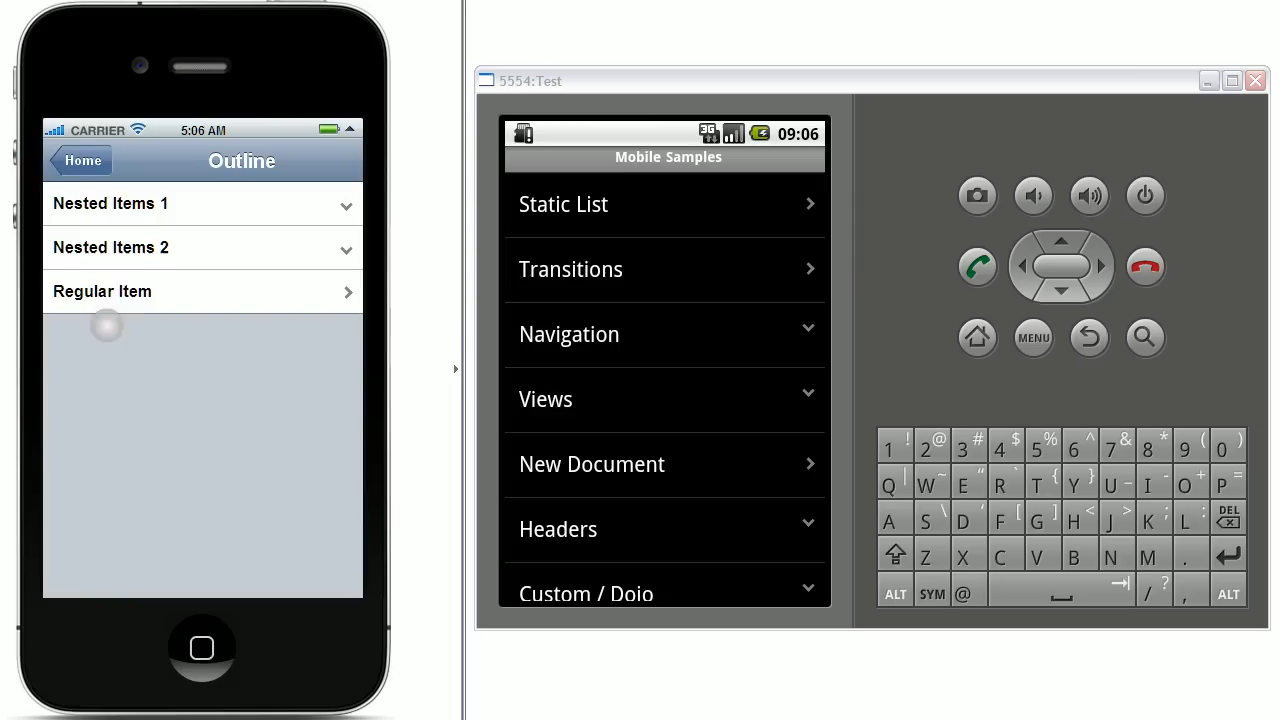 CARRIER
5:06 AM
Home
Outline
Nested Items 1
Nested Items 2
Regular Item
5554:Test
3G
09:06
Mobile Samples
Static List
Transitions
Navigation
Views
New Document
Headers
Custom / Dojo
MENU
1 ! 2 @ 3 # 4 $ 5 % 6 ^ 7 & 8 * 9 ( 0 )
Q | W ~ E “ R ` T { Y } U _ I - O + P =
A S \ D ‘ F [ G ] H < J > K ; L : DEL
Z X C V B N M .
ALT SYM @ / ? , ALT